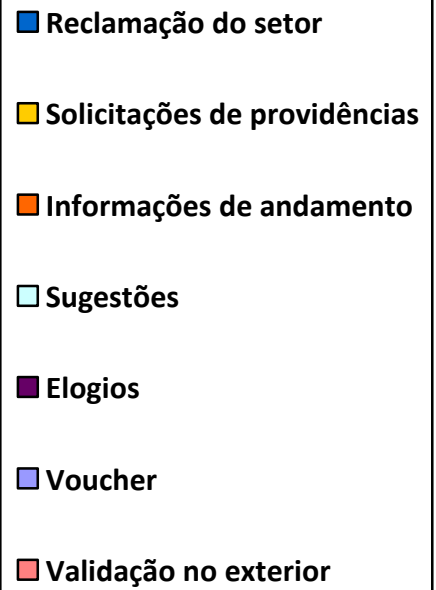 Reclamação do setor
Solicitações de providências
Informações de andamento
Sugestões
Elogios
Voucher
Validação no exterior